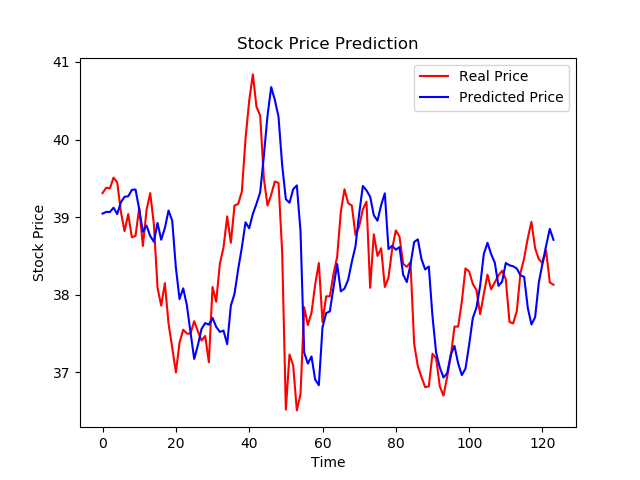 Stock Price Prediction
Real Price
Predicted Price
Stock Price
41
40
39
38
37
0 20 40 60 80 100 120
Time